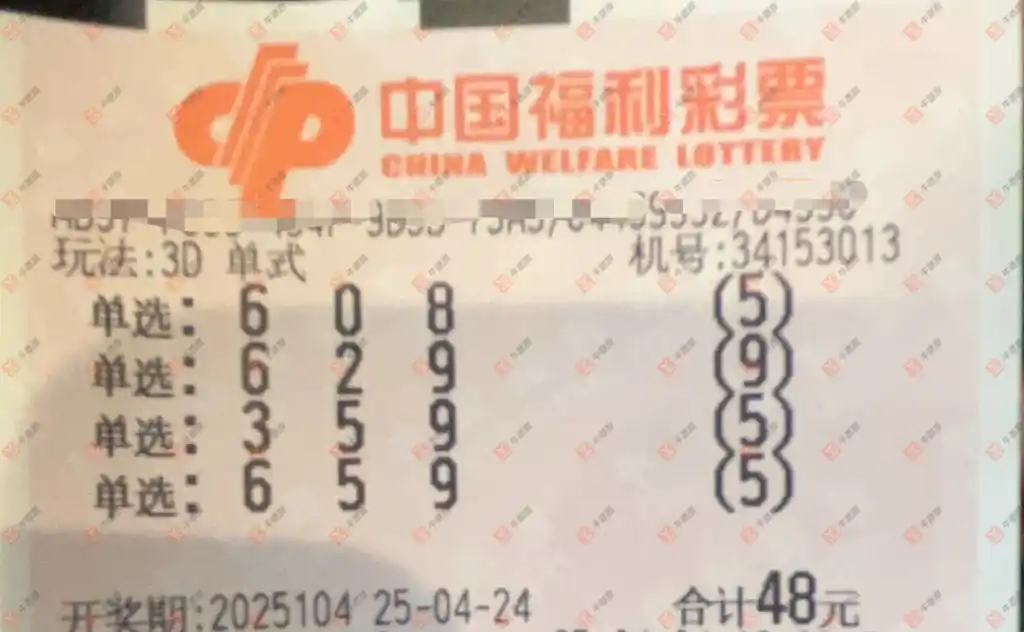 中国福利彩票
CHINA WELFARE LOTTERY
玩法:3D 单式 机号:34153013
单选: 6 0 8 (5)
单选: 6 2 9 (9)
单选: 3 5 9 (5)
单选: 6 5 9 (5)
开奖期:2025104 25-04-24 合计48元